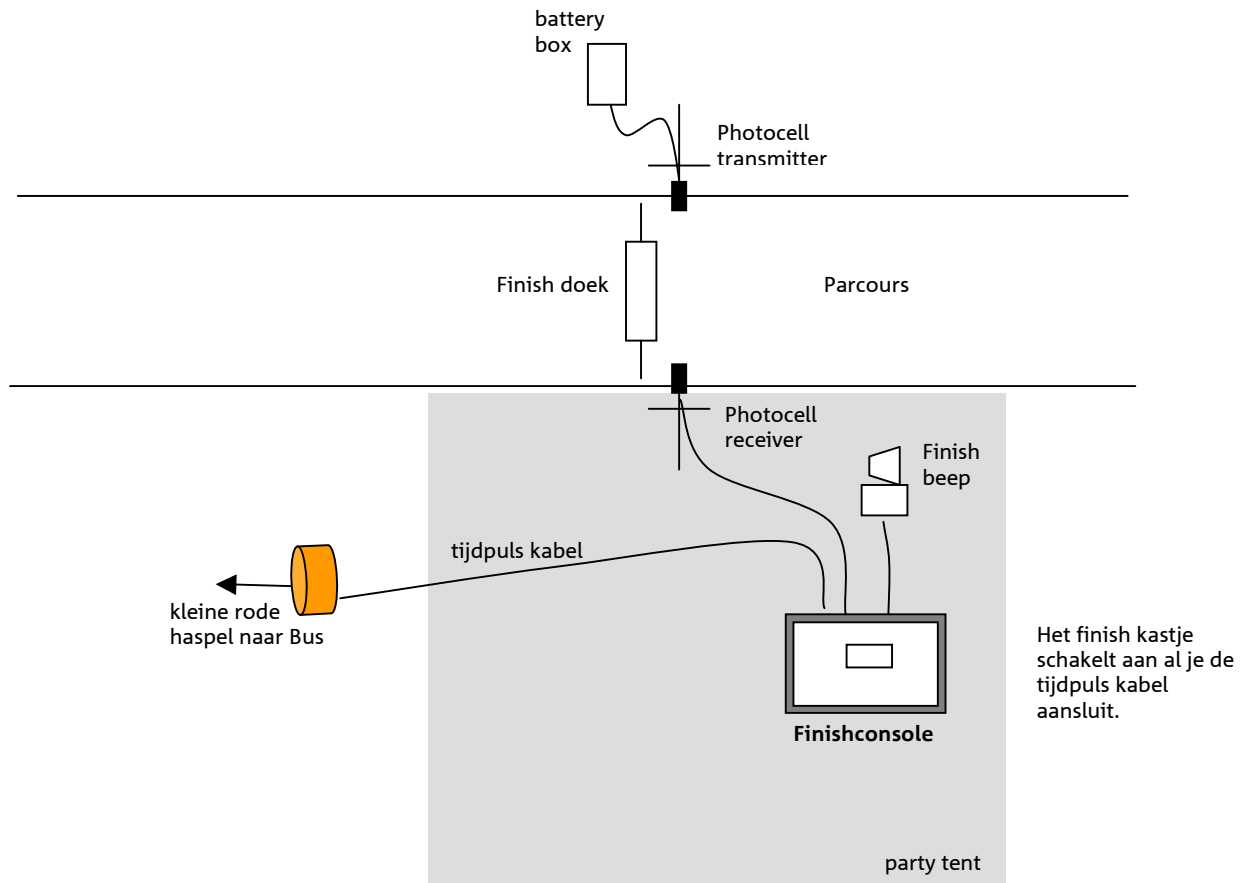 battery
box
Photocell
transmitter
Finish doek
Parcours
Photocell
receiver
Finish
beep
tijdpuls kabel
kleine rode
haspel naar Bus
Het finish kastje
schakelt aan al je de
tijdpuls kabel
aansluit.
Finishconsole
party tent